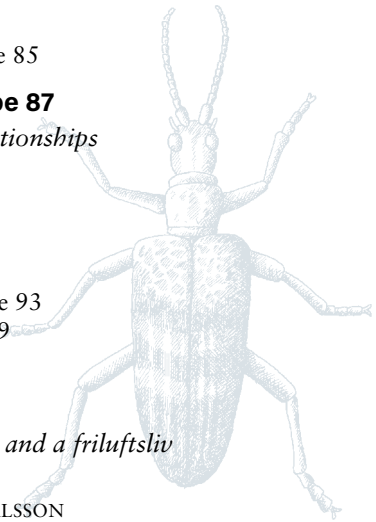 e 85
pe 87
tionships
e 93
9
and a friluftsliv
LSSON